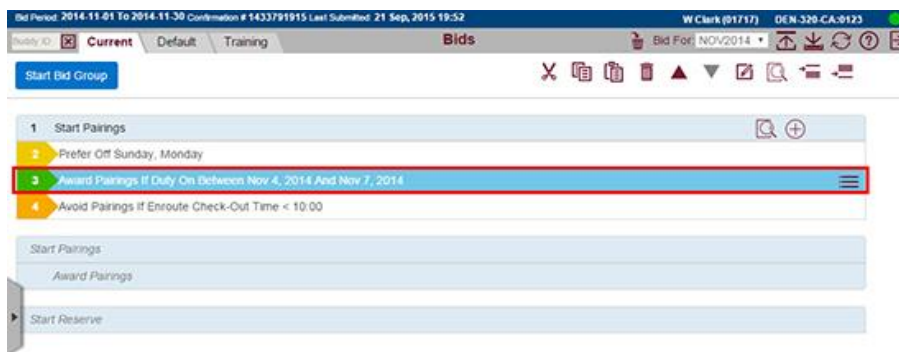 Bid Period: 2014-11-01 To 2014-11-30 Confirmation # 1433791915 Last Submitted: 21 Sep, 2015 19:52 W Clark (01717) DEN-320-CA:0123
Buddy ID Current Default Training Bids Bid For: NOV2014
Start Bid Group
1 Start Pairings
2 Prefer Off Sunday, Monday
3 Award Pairings If Duty On Between Nov 4, 2014 And Nov 7, 2014
4 Avoid Pairings If Enroute Check-Out Time < 10:00
Start Pairings
Award Pairings
Start Reserve